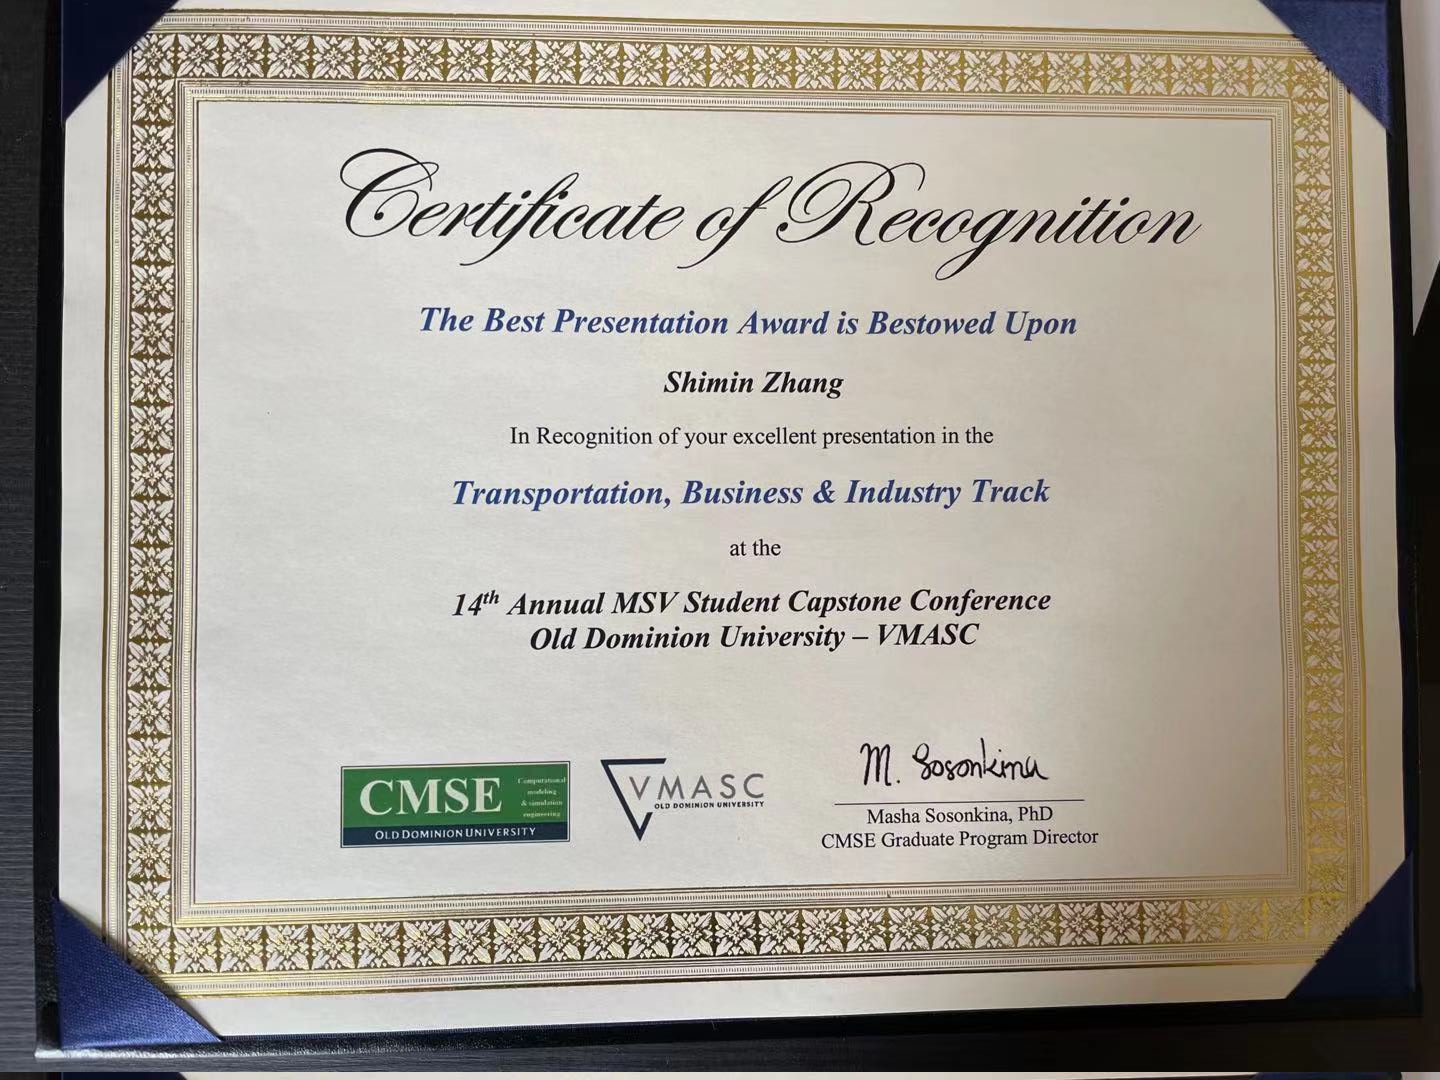 Certificate of Recognition
The Best Presentation Award is Bestowed Upon
Shimin Zhang
In Recognition of your excellent presentation in the
Transportation, Business & Industry Track
at the
14th Annual MSV Student Capstone Conference
Old Dominion University – VMASC
CMSE
Computational
modeling
& simulation
engineering
OLD DOMINION UNIVERSITY
VMASC
OLD DOMINION UNIVERSITY
M. Sosonkina
Masha Sosonkina, PhD
CMSE Graduate Program Director